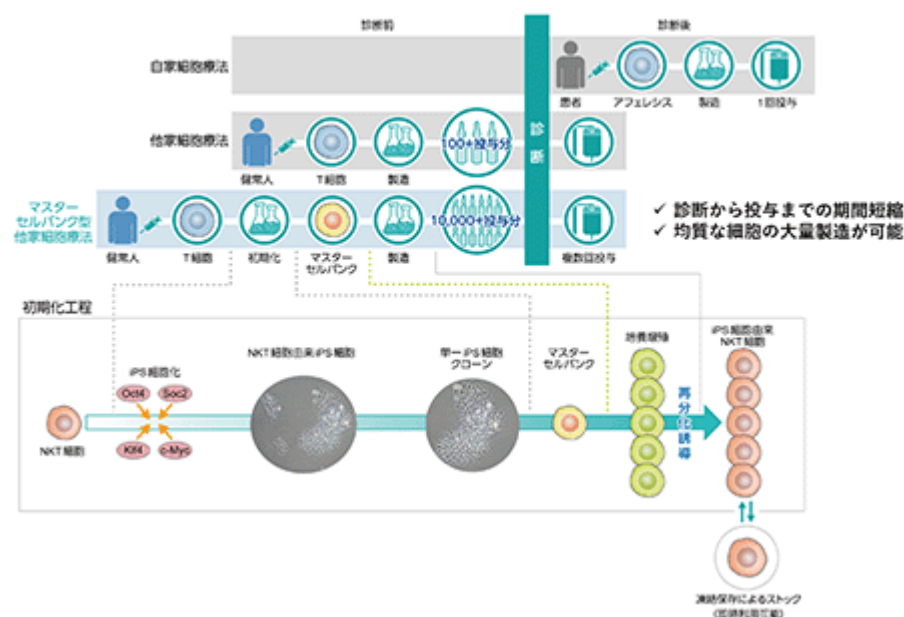 診断前
診断後
自家細胞療法
患者
アフェレシス
製造
1回投与
他家細胞療法
100+投与分
健常人
T細胞
製造
診断
マスター
セルバンク型
他家細胞療法
10,000+投与分
健常人
T細胞
初期化
マスター
セルバンク
製造
複数回投与
✓ 診断から投与までの期間短縮
✓ 均質な細胞の大量製造が可能
初期化工程
NKT細胞由来iPS細胞
単一iPS細胞
クローン
マスター
セルバンク
培養増殖
iPS細胞由来
NKT細胞
iPS細胞化
Oct4
Soc2
Klf4
c-Myc
NKT細胞
再分化誘導
凍結保存によるストック
(即時利用可能)